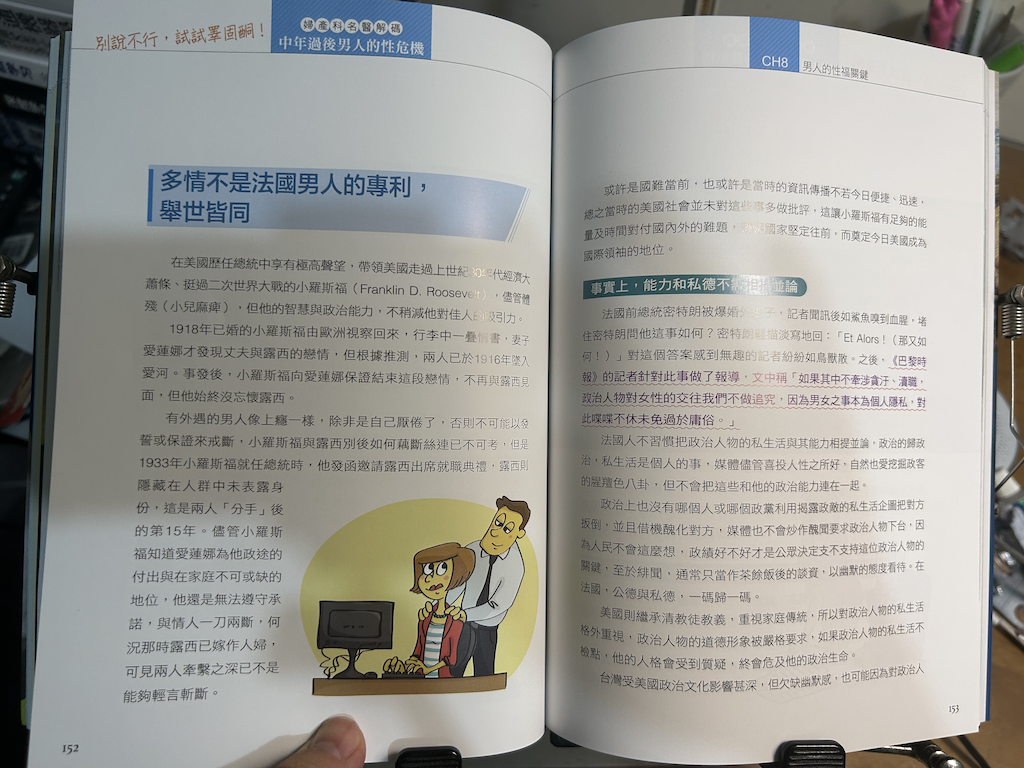 別說不行，試試睪固酮！
婦產科名醫解碼
中年過後男人的性危機
多情不是法國男人的專利，
舉世皆同
在美國歷任總統中享有極高聲望，帶領美國走過上世紀30年代經濟大
蕭條、挺過二次世界大戰的小羅斯福（Franklin D. Roosevelt），儘管體
殘（小兒麻痺），但他的智慧與政治能力，不稍減他對佳人的吸引力。
1918年已婚的小羅斯福由歐洲視察回來，行李中一疊情書，妻子
愛蓮娜才發現丈夫與露西的戀情，但根據推測，兩人已於1916年墜入
愛河。事發後，小羅斯福向愛蓮娜保證結束這段戀情，不再與露西見
面，但他始終沒忘懷露西。
有外遇的男人像上癮一樣，除非是自己厭倦了，否則不可能以發
誓或保證來戒斷，小羅斯福與露西別後如何藕斷絲連已不可考，但是
1933年小羅斯福就任總統時，他發函邀請露西出席就職典禮，露西則
隱藏在人群中未表露身
份，這是兩人「分手」後
的第15年。儘管小羅斯
福知道愛蓮娜為他政途的
付出與在家庭不可或缺的
地位，他還是無法遵守承
諾，與情人一刀兩斷，何
況那時露西已嫁作人婦，
可見兩人牽繫之深已不是
能夠輕言斬斷。
152
CH8 男人的性福關鍵
或許是國難當前，也或許是當時的資訊傳播不若今日便捷、迅速，
總之當時的美國社會並未對這些事多做批評，這讓小羅斯福有足夠的能
量及時間對付國內外的難題，國家堅定往前，而奠定今日美國成為
國際領袖的地位。
事實上，能力和私德不需相提並論
法國前總統密特朗被爆婚外生子，記者聞訊後如鯊魚嗅到血腥，堵
住密特朗問他這事如何？密特朗輕描淡寫地回：「Et Alors！（那又如
何！）」對這個答案感到無趣的記者紛紛如鳥獸散。之後，《巴黎時
報》的記者針對此事做了報導，文中稱「如果其中不牽涉貪汙、瀆職，
政治人物對女性的交往我們不做追究，因為男女之事本為個人隱私，對
此喋喋不休未免過於庸俗。」
法國人不習慣把政治人物的私生活與其能力相提並論，政治的歸政
治，私生活是個人的事，媒體儘管喜投人性之所好，自然也愛挖掘政客
的腥羶色八卦，但不會把這些和他的政治能力連在一起。
政治上也沒有哪個人或哪個政黨利用揭露政敵的私生活企圖把對方
扳倒，並且借機醜化對方，媒體也不會炒作醜聞要求政治人物下台，因
為人民不會這麼想，政績好不好才是公眾決定支不支持這位政治人物的
關鍵，至於緋聞，通常只當作茶餘飯後的談資，以幽默的態度看待。在
法國，公德與私德，一碼歸一碼。
美國則繼承清教徒教義，重視家庭傳統，所以對政治人物的私生活
格外重視，政治人物的道德形象被嚴格要求，如果政治人物的私生活不
檢點，他的人格會受到質疑，終會危及他的政治生命。
台灣受美國政治文化影響甚深，但欠缺幽默感，也可能因為對政治人
153